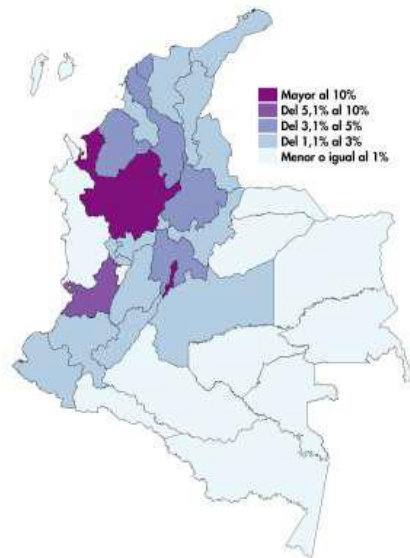 Mayor al 10%
Del 5,1% al 10%
Del 3,1% al 5%
Del 1,1% al 3%
Menor o igual al 1%